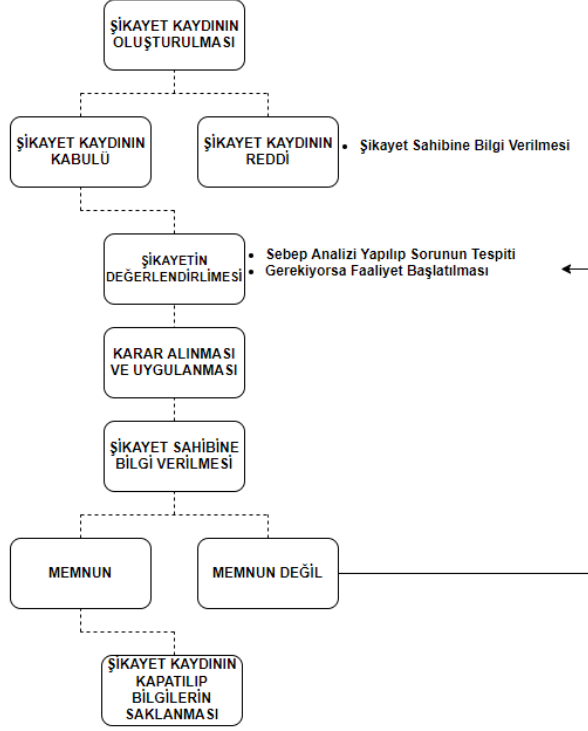 ŞİKAYET KAYDININ
OLUŞTURULMASI
ŞİKAYET KAYDININ
KABULÜ
ŞİKAYET KAYDININ
REDDİ
• Şikayet Sahibine Bilgi Verilmesi
ŞİKAYETİN
DEĞERLENDİRLİMESİ
• Sebep Analizi Yapılıp Sorunun Tespiti
• Gerekiyorsa Faaliyet Başlatılması
KARAR ALINMASI
VE UYGULANMASI
ŞİKAYET SAHİBİNE
BİLGİ VERİLMESİ
MEMNUN
MEMNUN DEĞİL
ŞİKAYET KAYDININ
KAPATILIP
BİLGİLERİN
SAKLANMASI